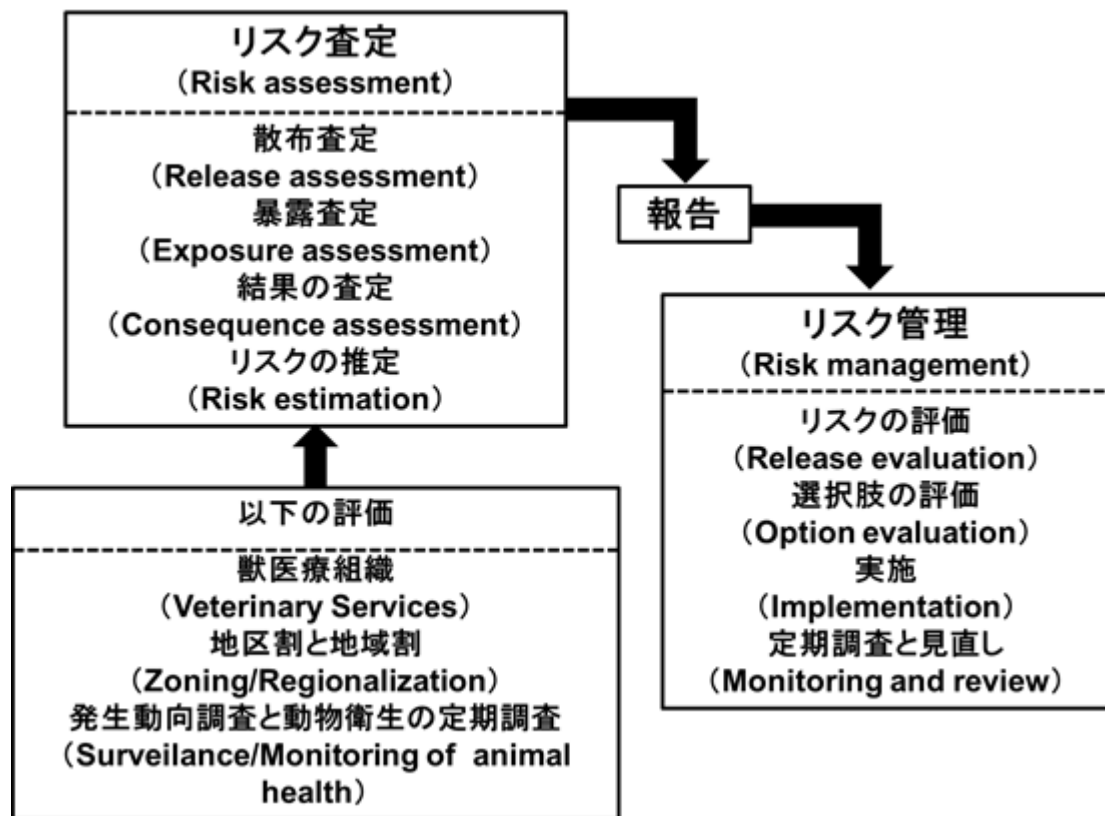 リスク査定
（Risk assessment）
散布査定
（Release assessment）
暴露査定
（Exposure assessment）
結果の査定
（Consequence assessment）
リスクの推定
（Risk estimation）
報告
リスク管理
（Risk management）
リスクの評価
（Release evaluation）
選択肢の評価
（Option evaluation）
実施
（Implementation）
定期調査と見直し
（Monitoring and review）
以下の評価
獣医療組織
（Veterinary Services）
地区割と地域割
（Zoning/Regionalization）
発生動向調査と動物衛生の定期調査
（Surveilance/Monitoring of animal
health）